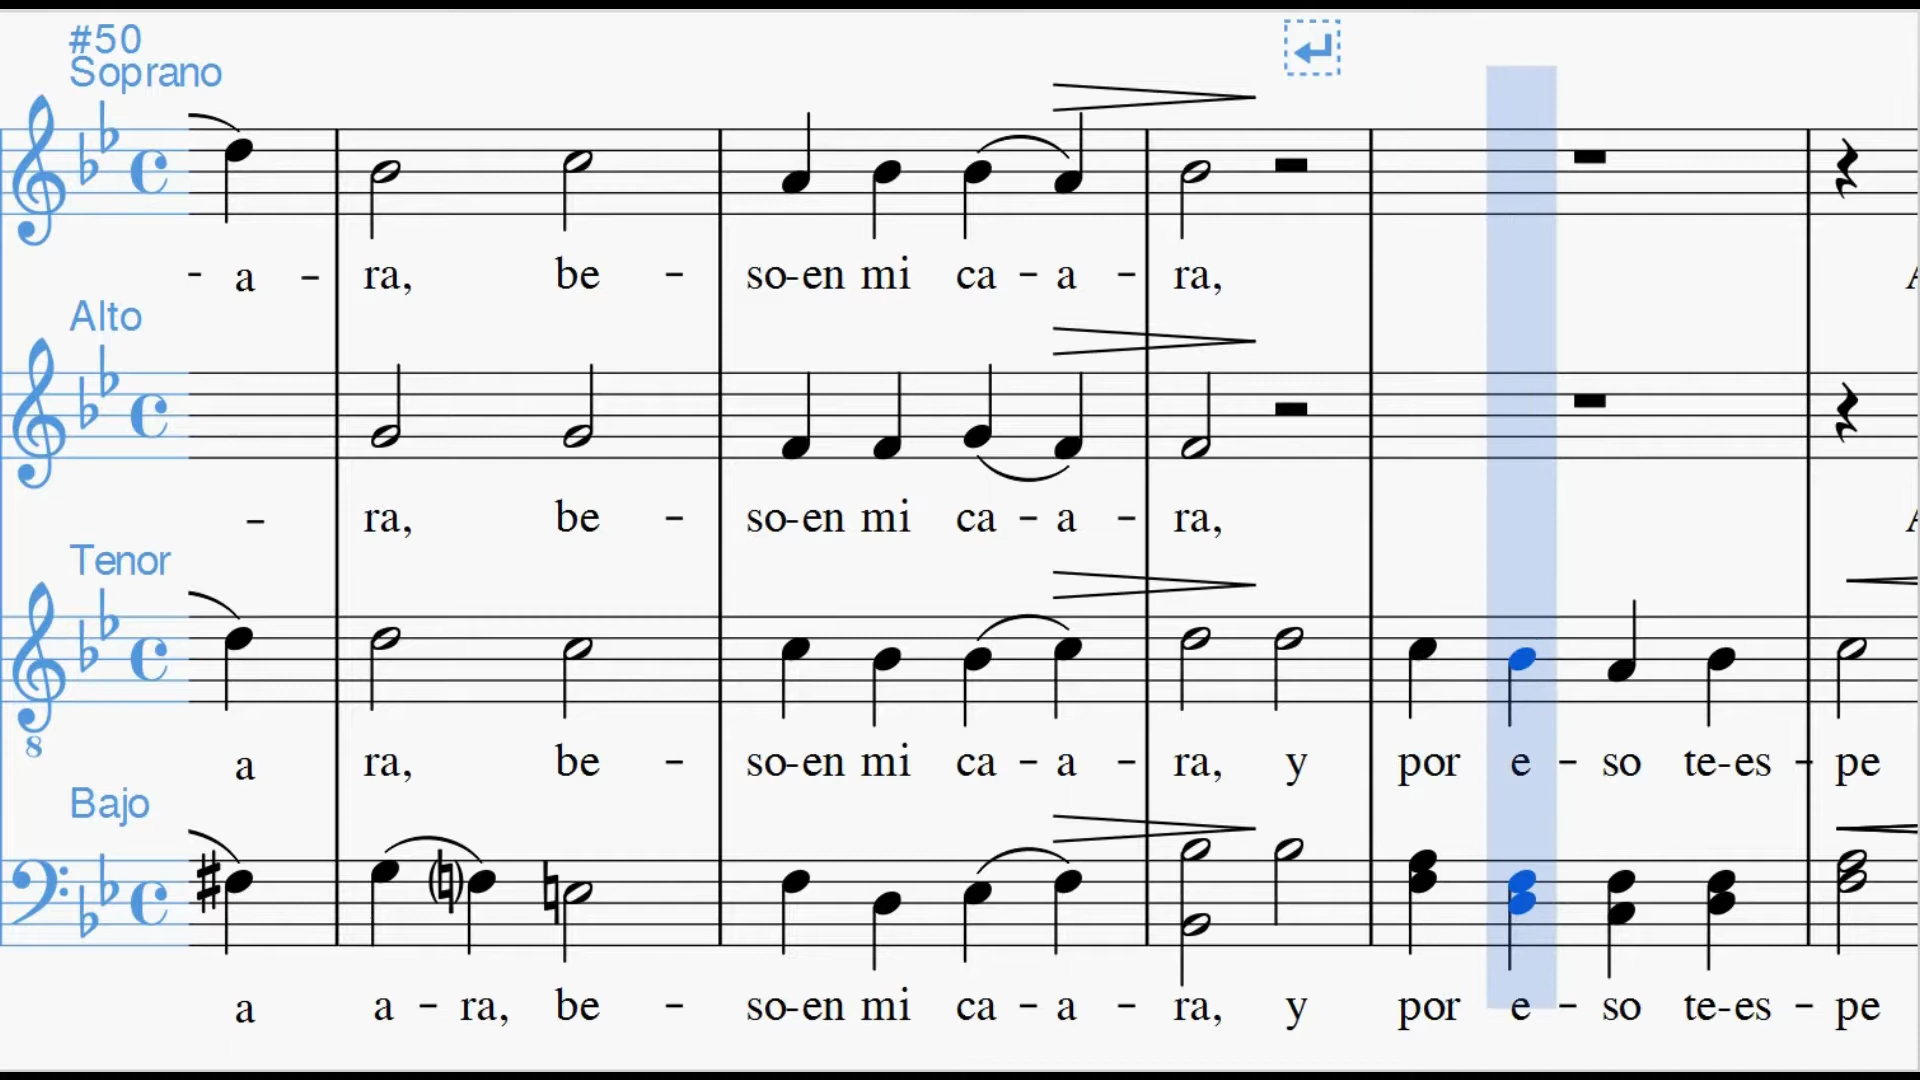 #50
Soprano
- a - ra, be - so-en mi ca - a - ra, A
Alto
- ra, be - so-en mi ca - a - ra, A
Tenor
8
a ra, be - so-en mi ca - a - ra, y por e - so te-es - pe
Bajo
a a - ra, be - so-en mi ca - a - ra, y por e - so te-es - pe